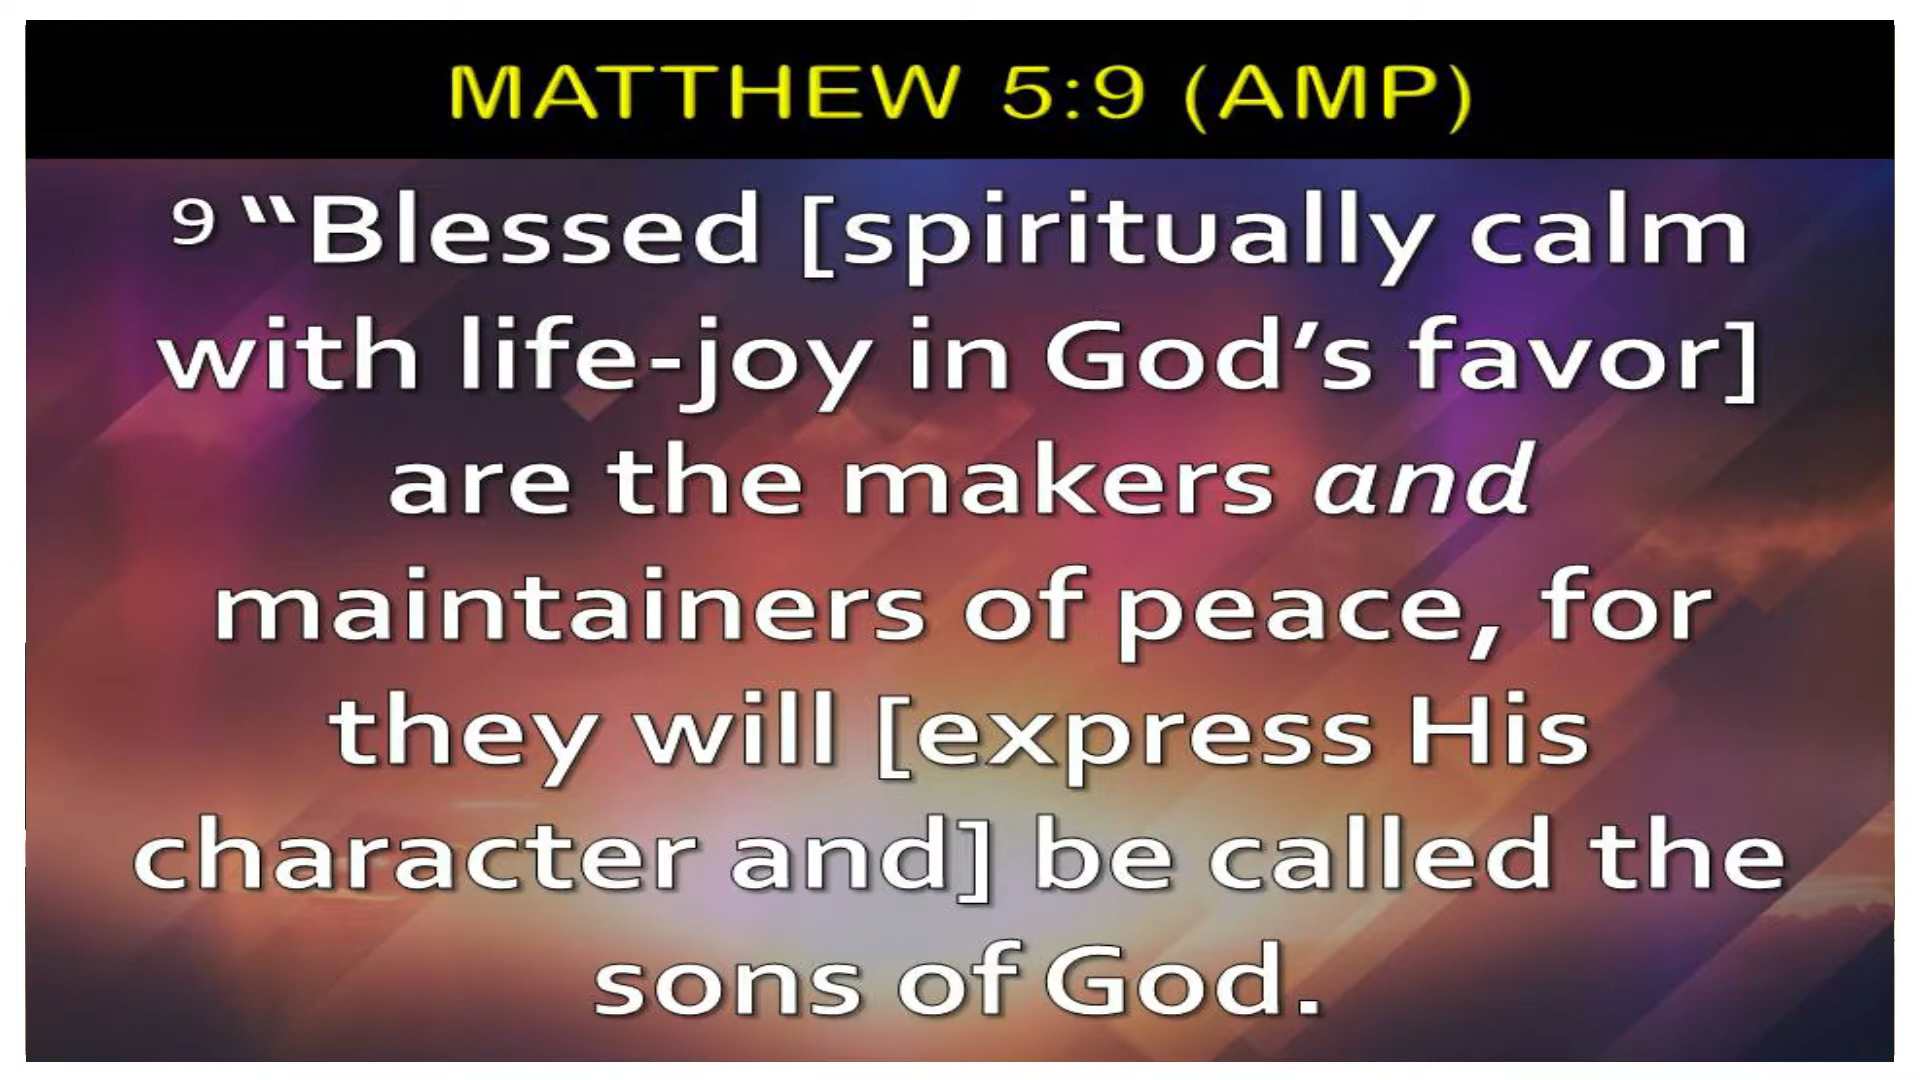 MATTHEW 5:9 (AMP)
9 “Blessed [spiritually calm
with life-joy in God’s favor]
are the makers and
maintainers of peace, for
they will [express His
character and] be called the
sons of God.